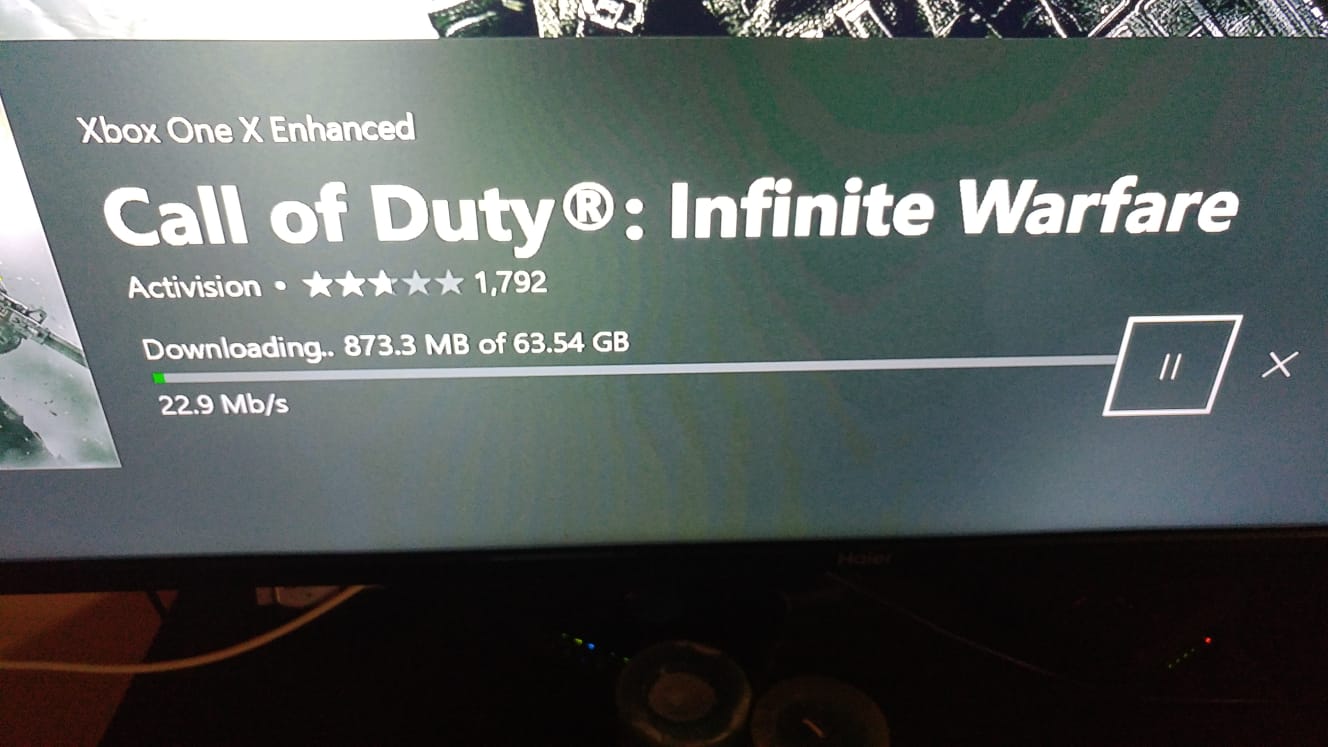 Xbox One X Enhanced
Call of Duty®: Infinite Warfare
Activision • ★★★★★ 1,792
Downloading.. 873.3 MB of 63.54 GB
22.9 Mb/s
Haier